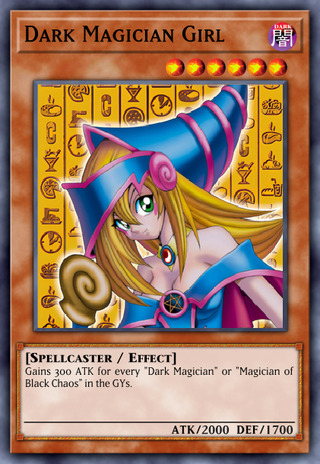 Dark Magician Girl
DARK
闇
[Spellcaster / Effect]
Gains 300 ATK for every "Dark Magician" or "Magician of
Black Chaos" in the GYs.
ATK/2000 DEF/1700